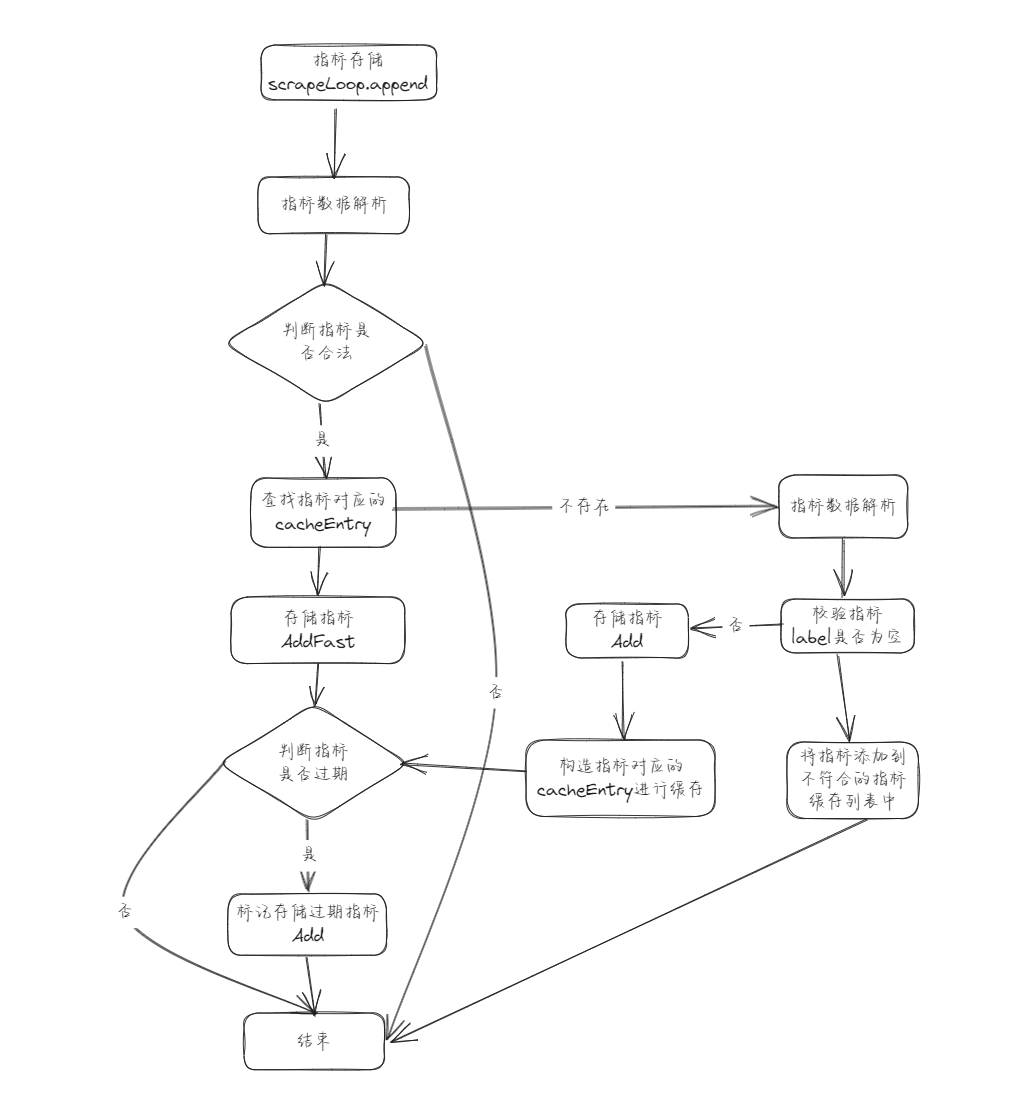 指标存储
scrapeLoop.append
指标数据解析
判断指标是
否合法
是
查找指标对应的
cacheEntry
不存在
指标数据解析
存储指标
AddFast
存储指标
Add
否
校验指标
label是否为空
否
判断指标
是否过期
构造指标对应的
cacheEntry进行缓存
将指标添加到
不符合的指标
缓存列表中
是
否
标记存储过期指标
Add
结束